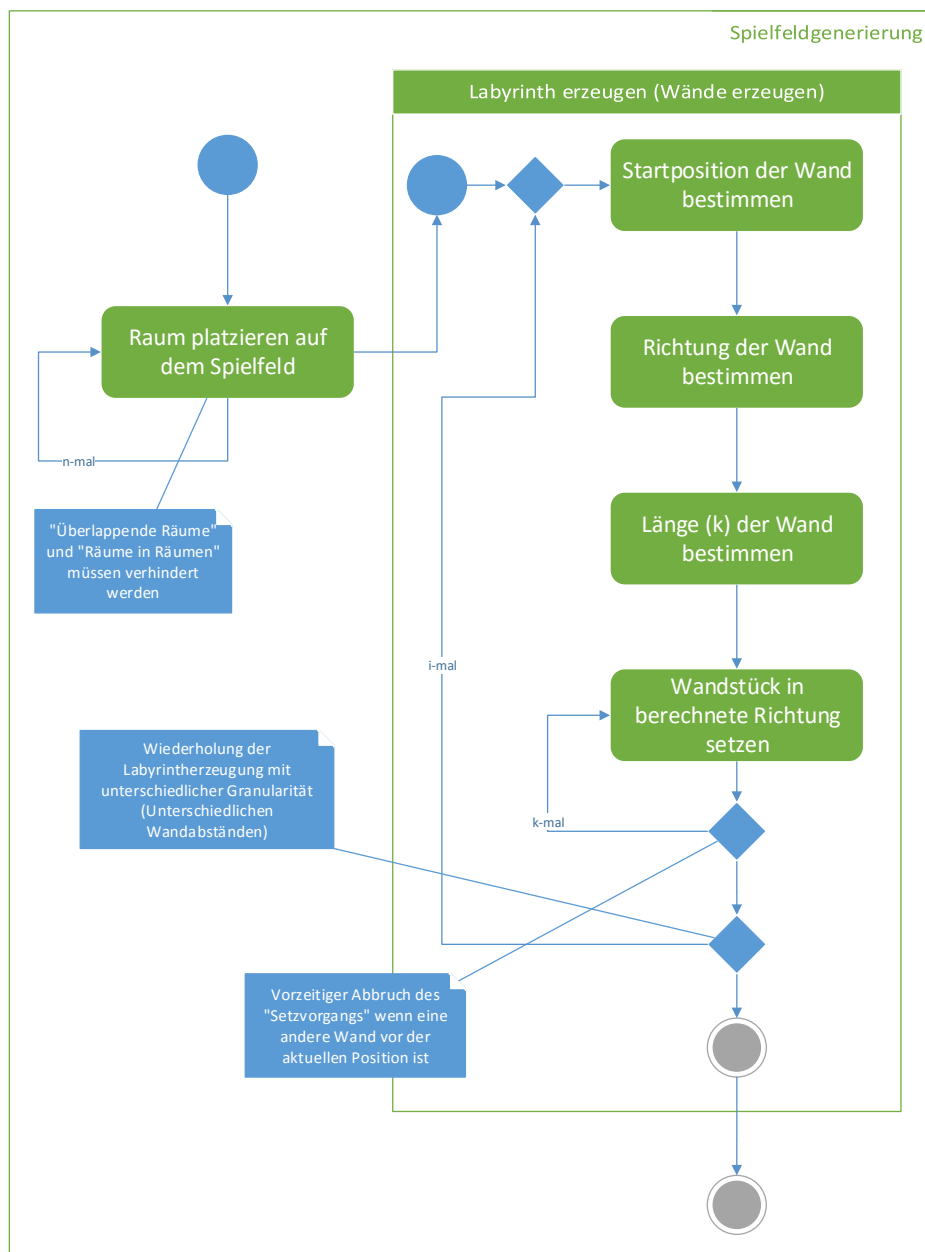 Spielfeldgenerierung
Labyrinth erzeugen (Wände erzeugen)
Startposition der Wand
bestimmen
Raum platzieren auf
dem Spielfeld
Richtung der Wand
bestimmen
n-mal
"Überlappende Räume"
und "Räume in Räumen"
müssen verhindert
werden
Länge (k) der Wand
bestimmen
i-mal
Wandstück in
berechnete Richtung
setzen
Wiederholung der
Labyrintherzeugung mit
unterschiedlicher Granularität
(Unterschiedlichen
Wandabständen)
k-mal
Vorzeitiger Abbruch des
"Setzvorgangs" wenn eine
andere Wand vor der
aktuellen Position ist